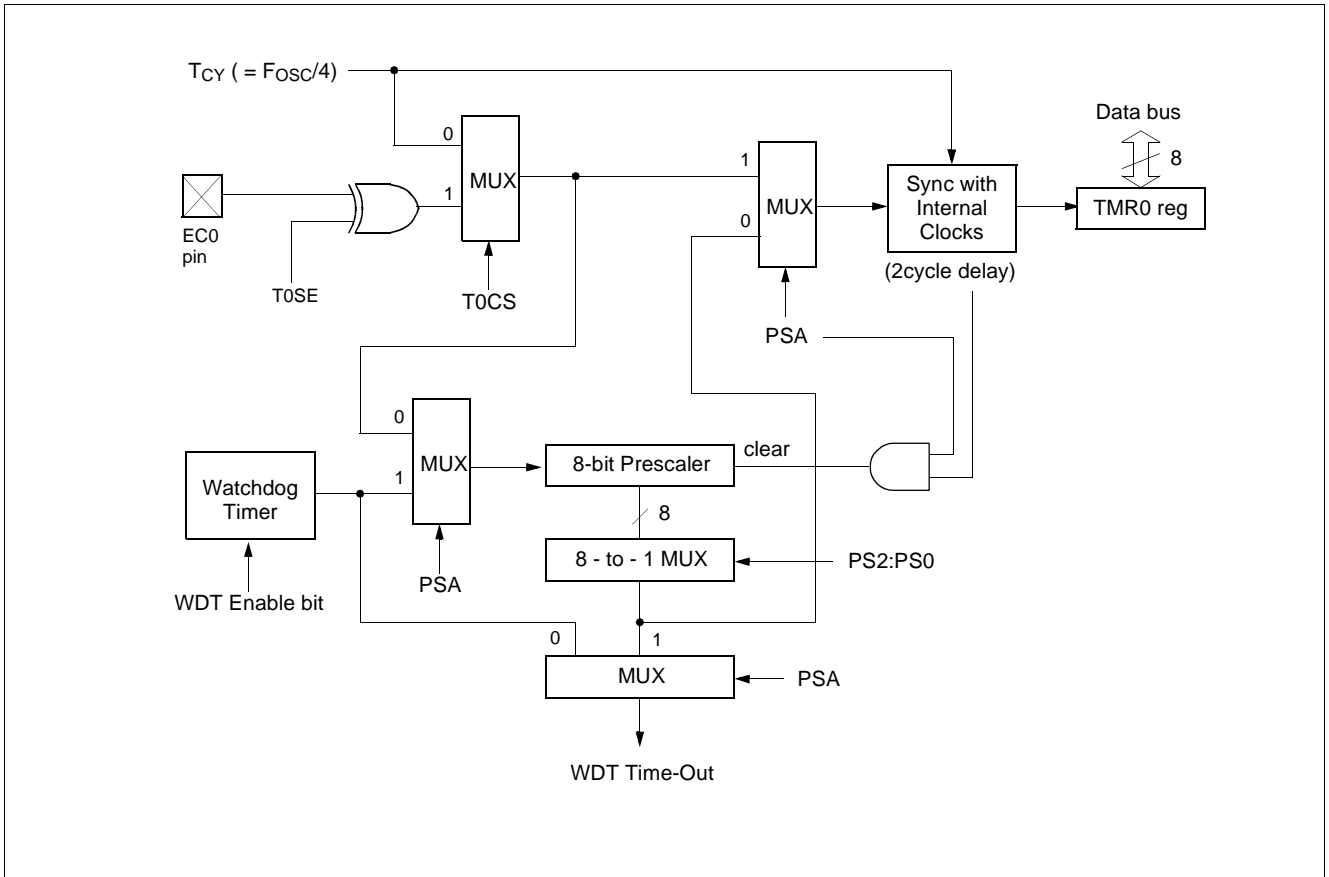 TCY ( = FOSC/4)
Data bus
8
0
MUX
1
EC0
pin
T0SE
T0CS
1
MUX
0
PSA
Sync with
Internal
Clocks
(2cycle delay)
TMR0 reg
0
MUX
1
Watchdog
Timer
WDT Enable bit
PSA
8-bit Prescaler
clear
8
8 - to - 1 MUX
PS2:PS0
0
1
MUX
PSA
WDT Time-Out